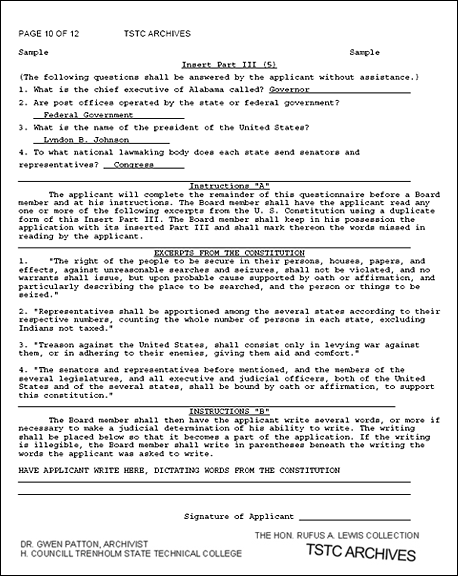 PAGE 10 OF 12 TSTC ARCHIVES
Sample Sample
Insert Part III (5)
(The following questions shall be answered by the applicant without assistance.)
1. What is the chief executive of Alabama called? Governor
2. Are post offices operated by the state or federal government?
Federal Government
3. What is the name of the president of the United States?
Lyndon B. Johnson
4. To what national lawmaking body does each state send senators and
representatives? Congress
Instructions "A"
The applicant will complete the remainder of this questionnaire before a Board
member and at his instructions. The Board member shall have the applicant read any
one or more of the following excerpts from the U. S. Constitution using a duplicate
form of this Insert Part III. The Board member shall keep in his possession the
application with its inserted Part III and shall mark thereon the words missed in
reading by the applicant.
EXCERPTS FROM THE CONSTITUTION
1. "The right of the people to be secure in their persons, houses, papers, and
effects, against unreasonable searches and seizures, shall not be violated, and no
warrants shall issue, but upon probable cause supported by oath or affirmation, and
particularly describing the place to be searched, and the person or things to be
seized."
2. "Representatives shall be apportioned among the several states according to their
respective numbers, counting the whole number of persons in each state, excluding
Indians not taxed."
3. "Treason against the United States, shall consist only in levying war against
them, or in adhering to their enemies, giving them aid and comfort."
4. "The senators and representatives before mentioned, and the members of the
several legislatures, and all executive and judicial officers, both of the United
States and of the several states, shall be bound by oath or affirmation, to support
this constitution."
INSTRUCTIONS "B"
The Board member shall then have the applicant write several words, or more if
necessary to make a judicial determination of his ability to write. The writing
shall be placed below so that it becomes a part of the application. If the writing
is illegible, the Board member shall write in parentheses beneath the writing the
words the applicant was asked to write.
HAVE APPLICANT WRITE HERE, DICTATING WORDS FROM THE CONSTITUTION
Signature of Applicant
THE HON. RUFUS A. LEWIS COLLECTION
DR. GWEN PATTON, ARCHIVIST
H. COUNCILL TRENHOLM STATE TECHNICAL COLLEGE
TSTC ARCHIVES